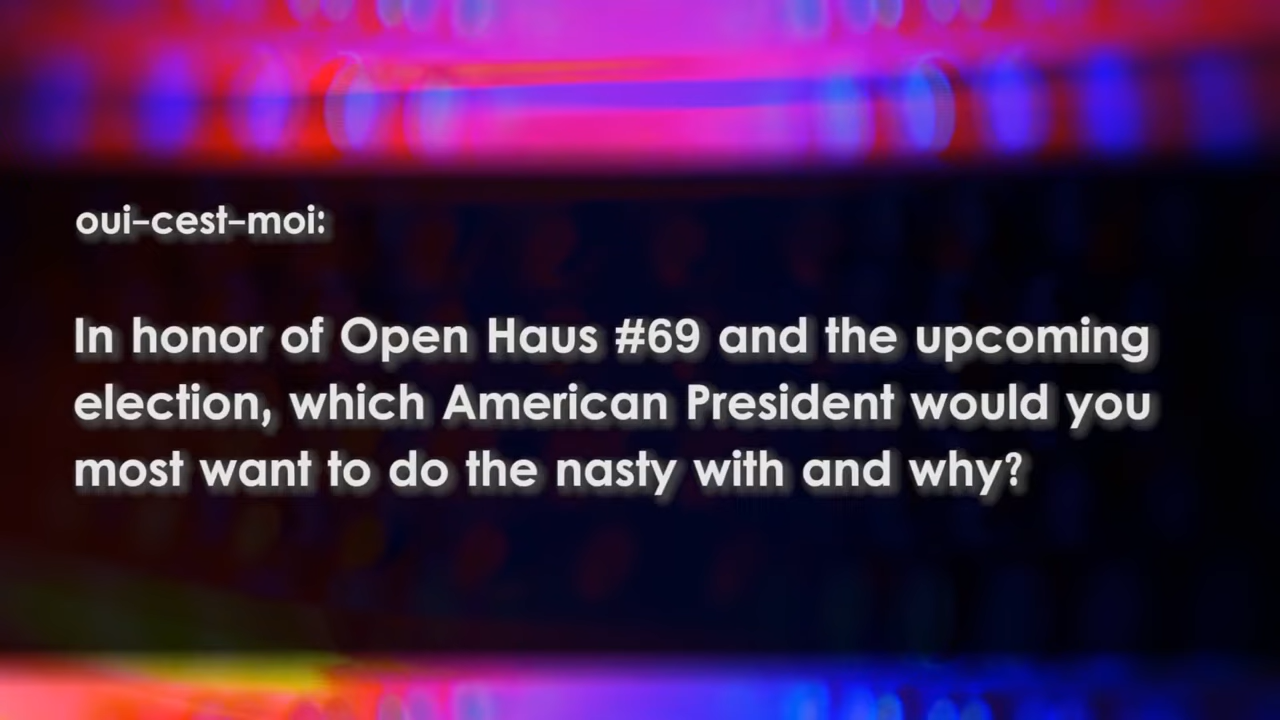 oui-cest-moi:
In honor of Open Haus #69 and the upcoming
election, which American President would you
most want to do the nasty with and why?